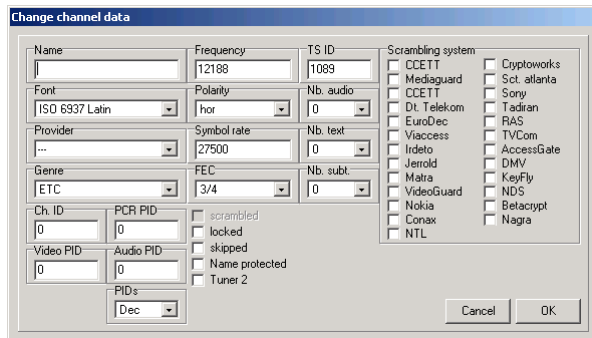 Change channel data
Name
Frequency
12188
TS ID
1089
Font
ISO 6937 Latin
Polarity
hor
Nb. audio
0
Provider
---
Symbol rate
27500
Nb. text
0
Genre
ETC
FEC
3/4
Nb. subt.
0
Ch. ID
0
PCR PID
0
Video PID
0
Audio PID
0
PIDs
Dec
scrambled
locked
skipped
Name protected
Tuner 2
Scrambling system
CCETT
Mediaguard
CCETT
Dt. Telekom
EuroDec
Viaccess
Irdeto
Jerrold
Matra
VideoGuard
Nokia
Conax
NTL
Cryptoworks
Sct. atlanta
Sony
Tadiran
RAS
TVCom
AccessGate
DMV
KeyFly
NDS
Betacrypt
Nagra
Cancel
OK